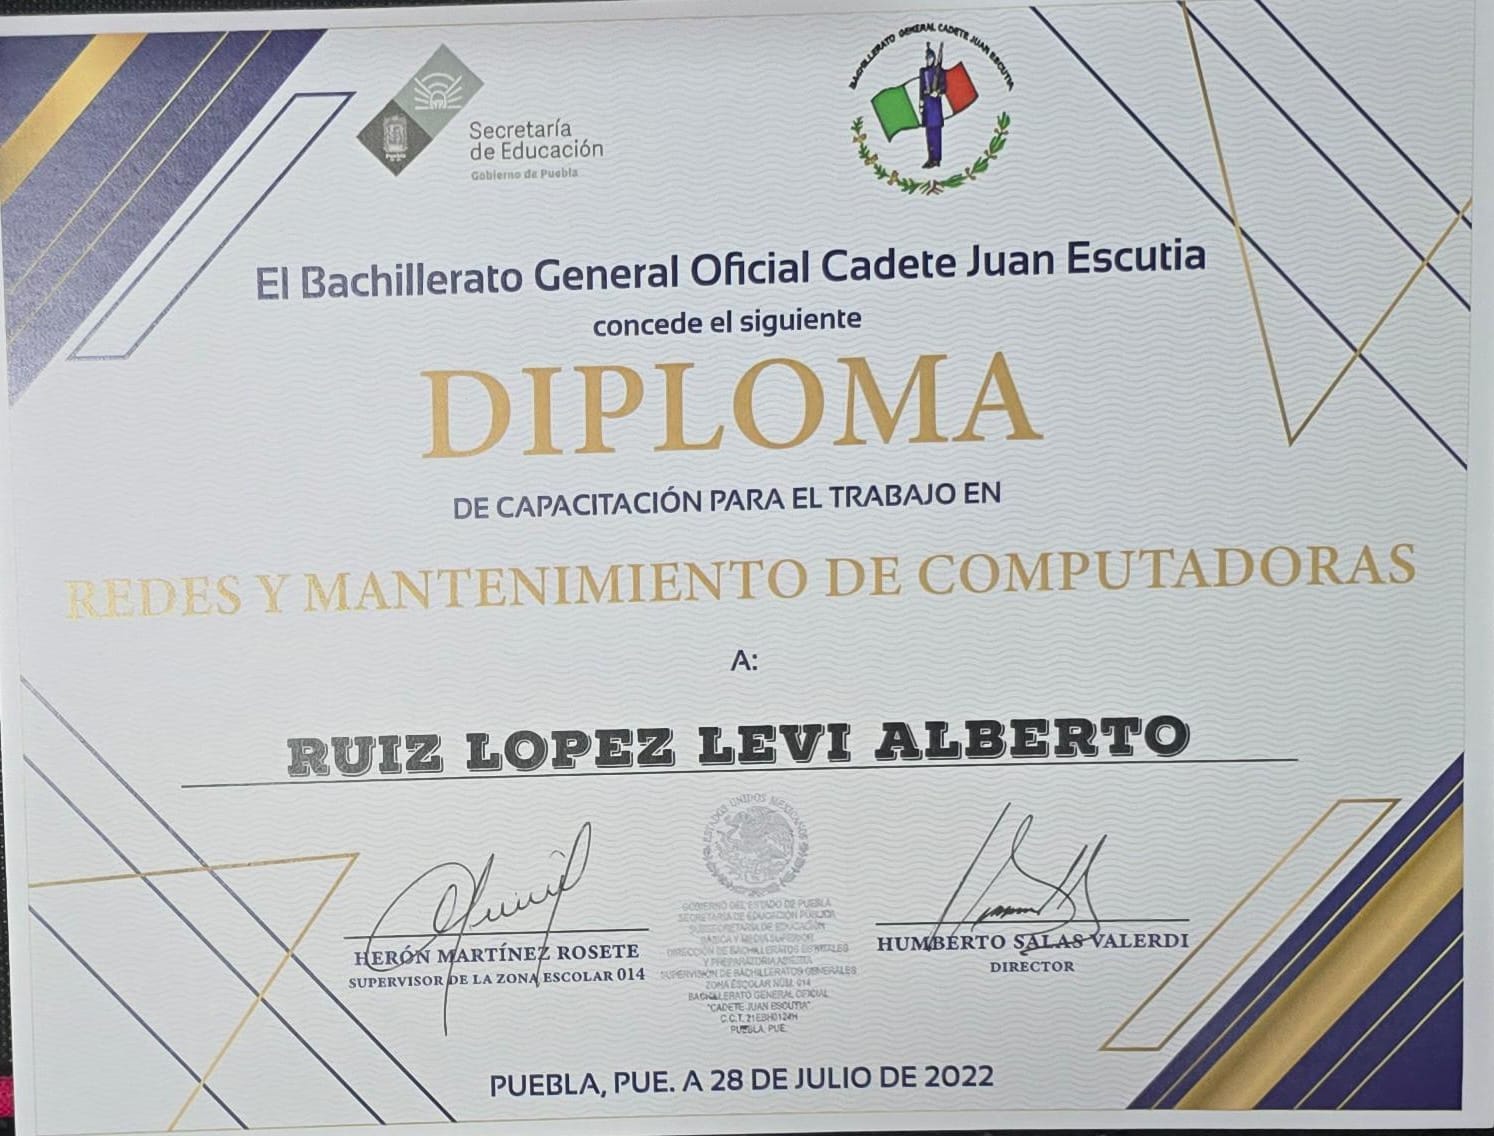 Secretaría
de Educación
Gobierno de Puebla
Puebla
BACHILLERATO GENERAL CADETE JUAN ESCUTIA
El Bachillerato General Oficial Cadete Juan Escutia
concede el siguiente
DIPLOMA
DE CAPACITACIÓN PARA EL TRABAJO EN
REDES Y MANTENIMIENTO DE COMPUTADORAS
A:
RUIZ LOPEZ LEVI ALBERTO
HERÓN MARTÍNEZ ROSETE
SUPERVISOR DE LA ZONA ESCOLAR 014
ESTADOS UNIDOS MEXICANOS
GOBIERNO DEL ESTADO DE PUEBLA
SECRETARIA DE EDUCACIÓN PÚBLICA
SUBSECRETARIA DE EDUCACIÓN
BÁSICA Y MEDIA SUPERIOR
DIRECCIÓN DE BACHILLERATOS ESTATALES
Y PREPARATORIA ABIERTA
SUPERVISIÓN DE BACHILLERATOS GENERALES
ZONA ESCOLAR NÚM. 014
BACHILLERATO GENERAL OFICIAL
"CADETE JUAN ESCUTIA"
C.C.T. 21EBH0124H
PUEBLA, PUE.
HUMBERTO SALAS VALERDI
DIRECTOR
PUEBLA, PUE. A 28 DE JULIO DE 2022